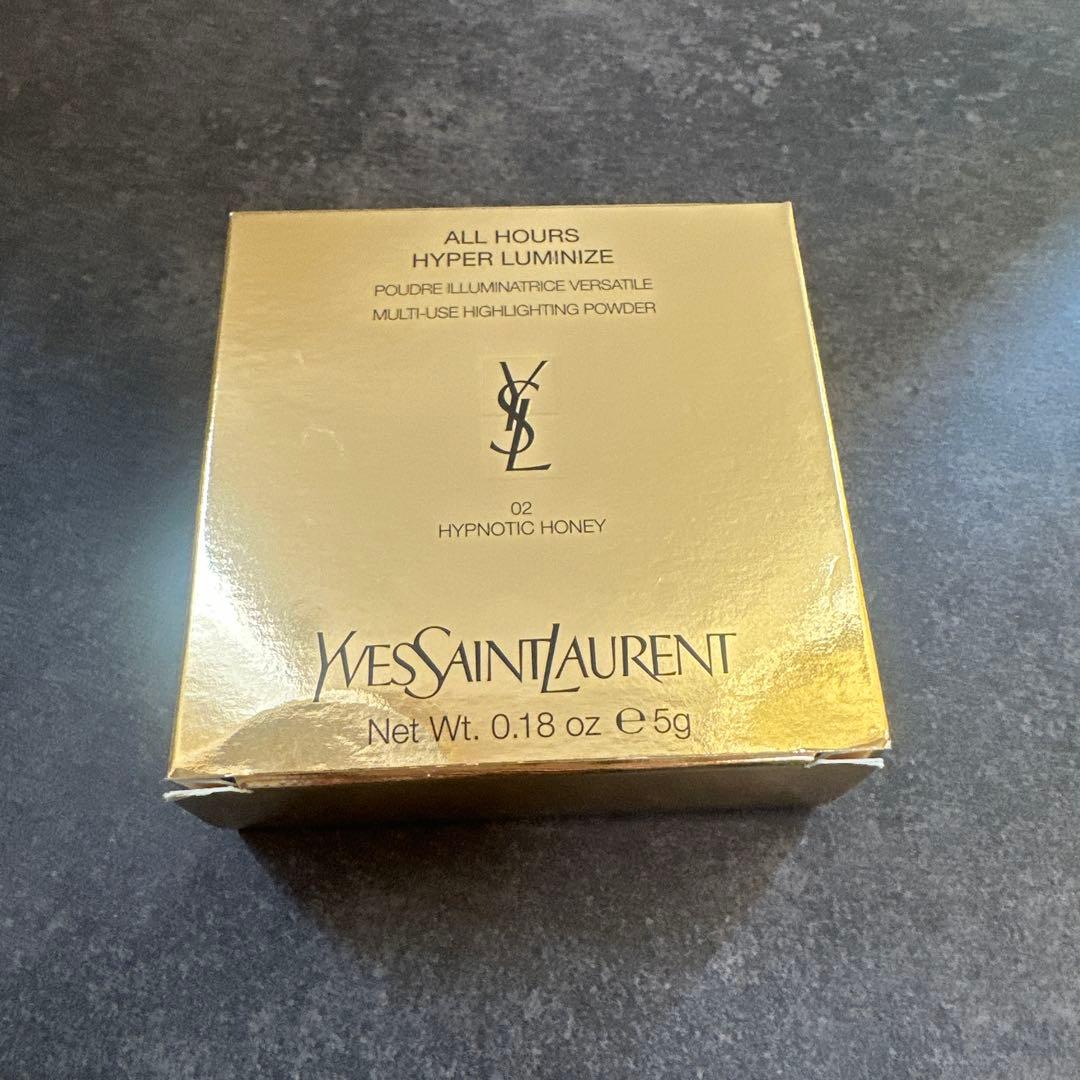 ALL HOURS
HYPER LUMINIZE
POUDRE ILLUMINATRICE VERSATILE
MULTI-USE HIGHLIGHTING POWDER
YSL
02
HYPNOTIC HONEY
YVESSAINTLAURENT
Net Wt. 0.18 oz ℮ 5g